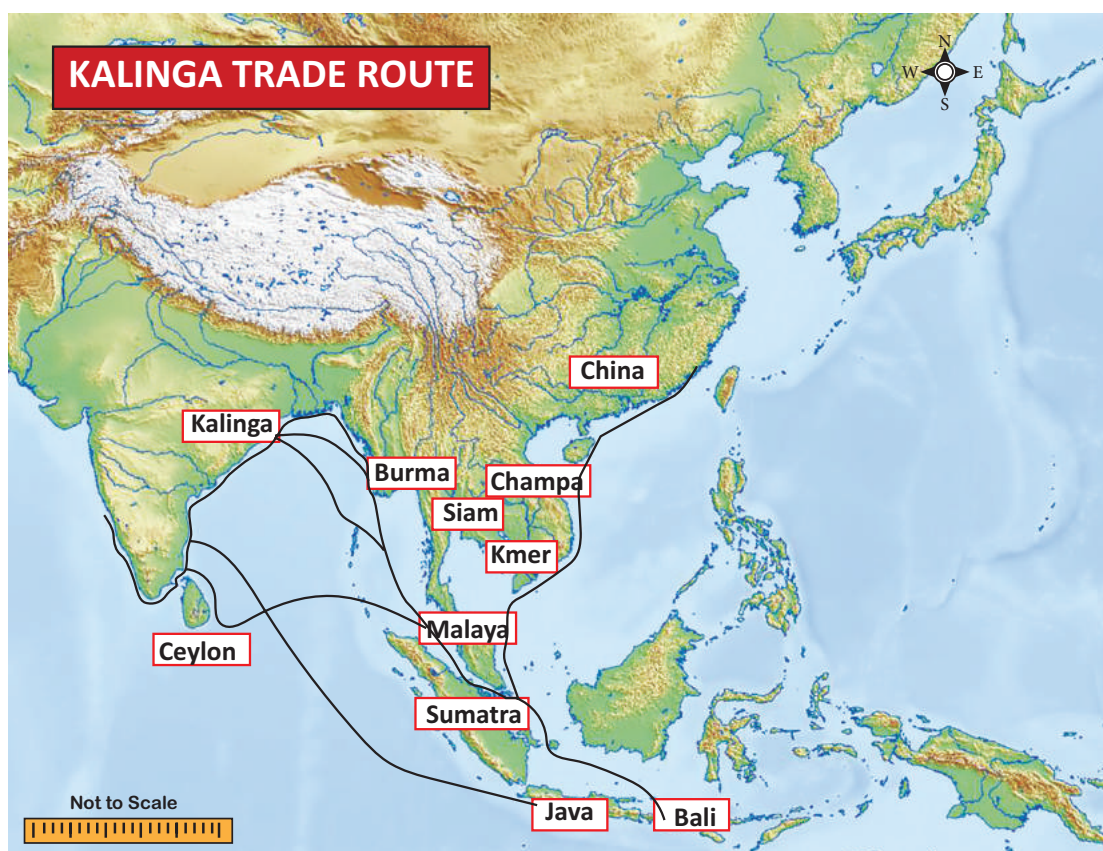 KALINGA TRADE ROUTE
N
W E
S
China
Kalinga
Burma
Champa
Siam
Kmer
Malaya
Ceylon
Sumatra
Not to Scale
Java
Bali